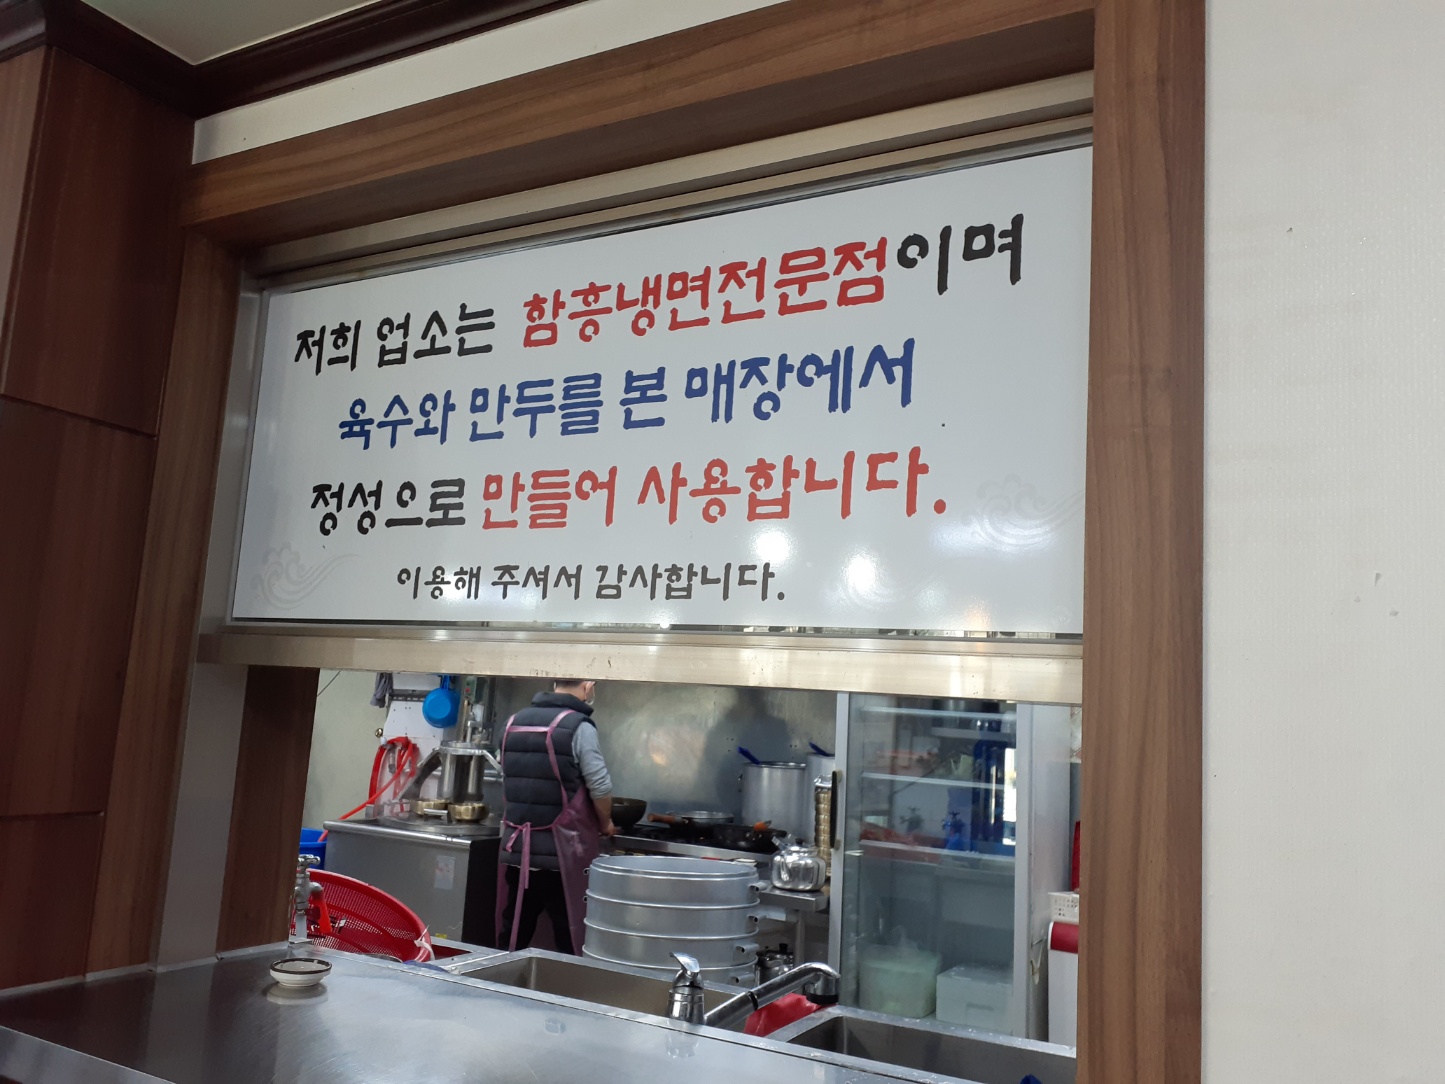 저희 업소는 함흥냉면전문점이며
육수와 만두를 본 매장에서
정성으로 만들어 사용합니다.
이용해 주셔서 감사합니다.